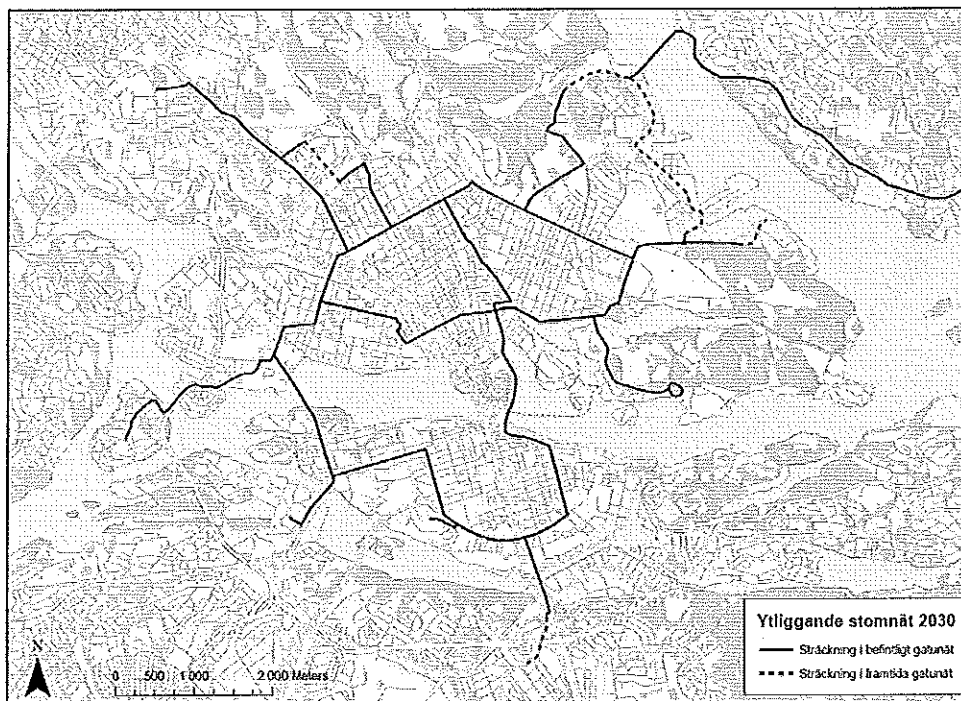 Ytliggande stomnät 2030
Sträckning i befintligt gatunät
Sträckning i framtida gatunät
N
0 500 1 000 2 000 Meters